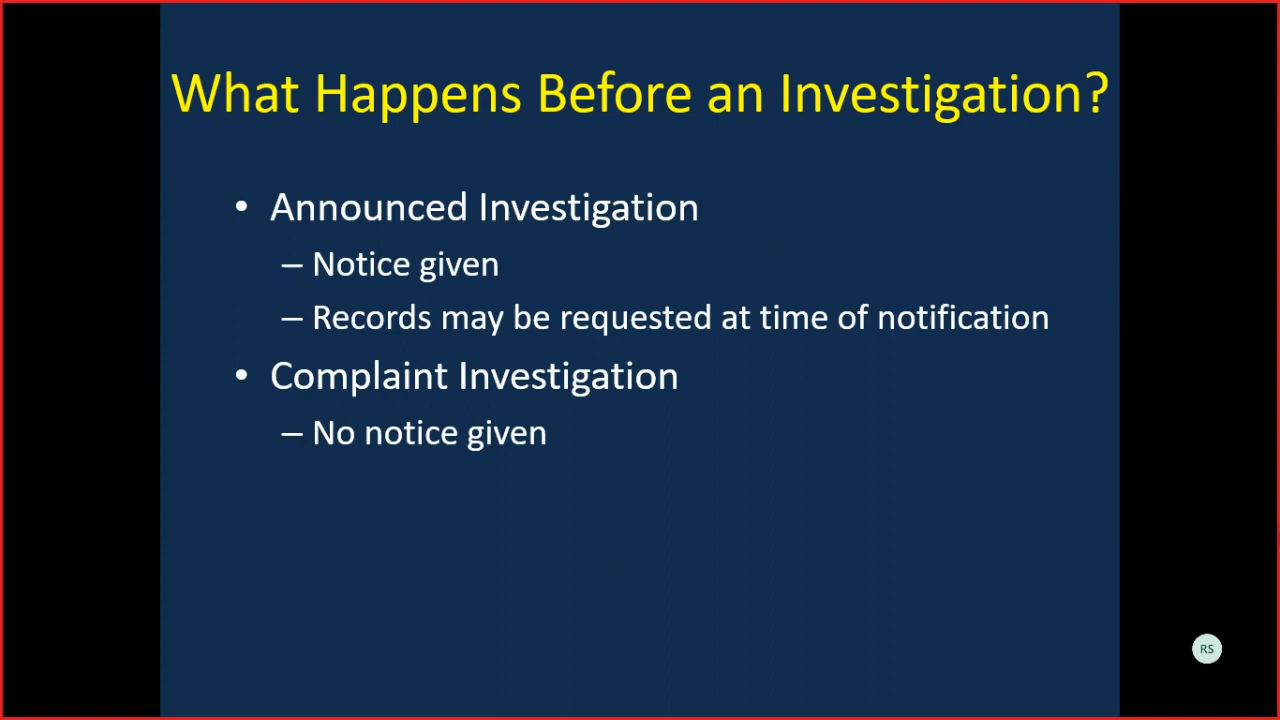 What Happens Before an Investigation?
• Announced Investigation
– Notice given
– Records may be requested at time of notification
• Complaint Investigation
– No notice given
RS